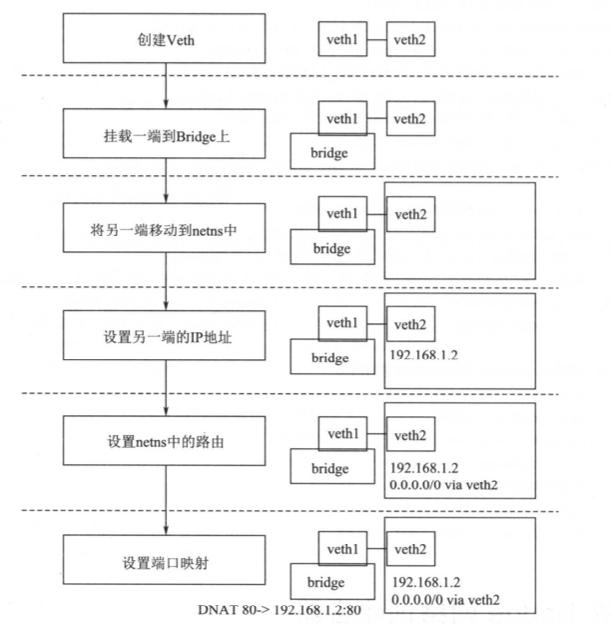 创建Veth
veth1
veth2
挂载一端到Bridge上
veth1
veth2
bridge
将另一端移动到netns中
veth1
veth2
bridge
设置另一端的IP地址
veth1
veth2
bridge
192.168.1.2
设置netns中的路由
veth1
veth2
bridge
192.168.1.2
0.0.0.0/0 via veth2
设置端口映射
veth1
veth2
bridge
192.168.1.2
0.0.0.0/0 via veth2
DNAT 80-> 192.168.1.2:80